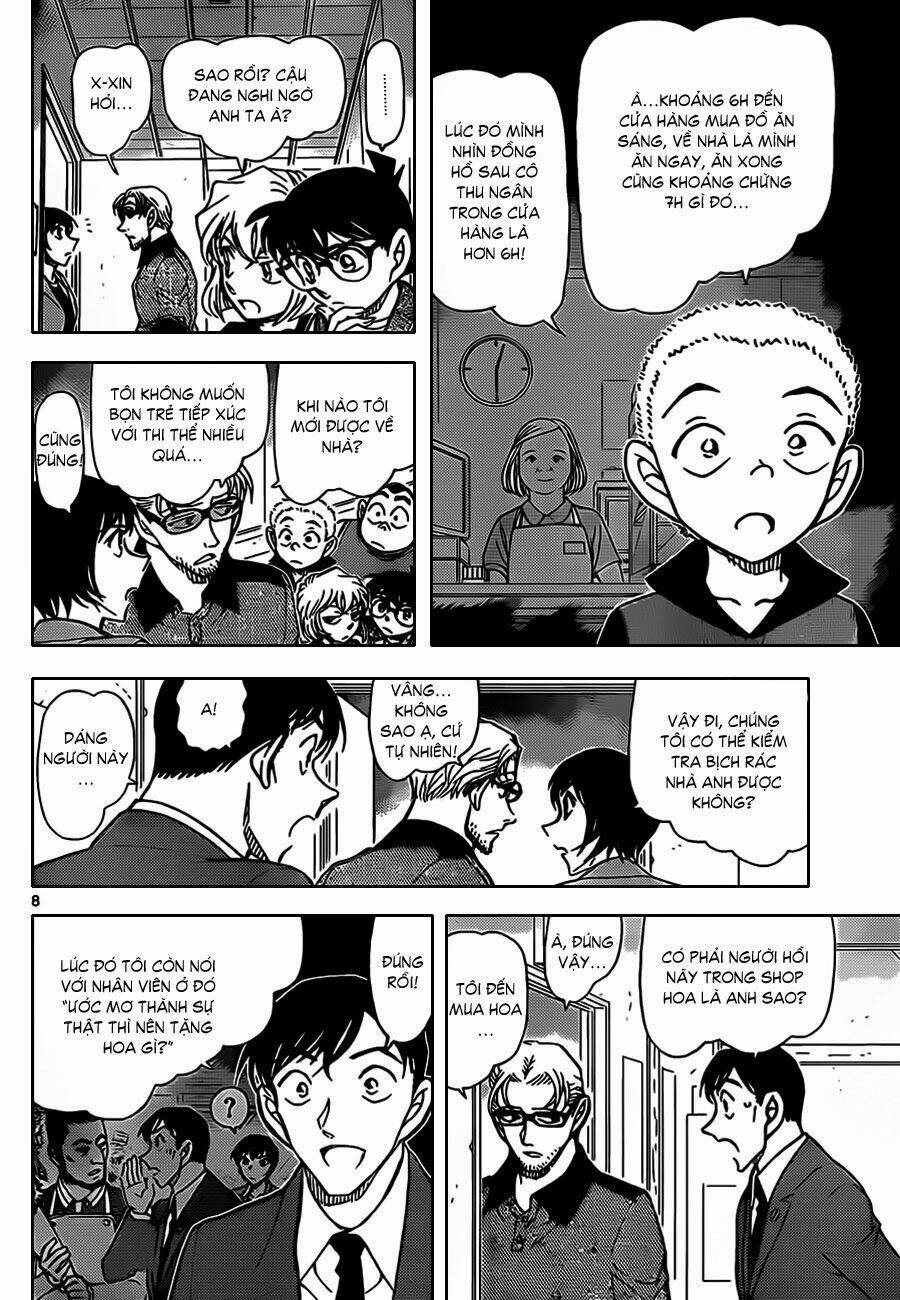 À...KHOẢNG 6H ĐẾN
CỬA HÀNG MUA ĐỒ ĂN
SÁNG, VỀ NHÀ LÀ MÌNH
ĂN NGAY, ĂN XONG
CŨNG KHOẢNG CHỪNG
7H GÌ ĐÓ...
LÚC ĐÓ MÌNH
NHÌN ĐỒNG
HỒ SAU CÔ
THU NGÂN
TRONG CỬA
HÀNG LÀ
HƠN 6H!
.........
SAO RỒI? CẬU
ĐANG NGHI NGỜ
ANH TA À?
X-XIN
HỎI...
KHI NÀO TÔI
MỚI ĐƯỢC VỀ
NHÀ?
TÔI KHÔNG MUỐN
BỌN TRẺ TIẾP XÚC
VỚI THI THỂ NHIỀU
QUÁ...
CŨNG
ĐÚNG!
VẬY ĐI, CHÚNG
TÔI CÓ THỂ KIỂM
TRA BỊCH RÁC
NHÀ ANH ĐƯỢC
KHÔNG?
VÂNG...
KHÔNG
SAO Ạ, CỨ
TỰ NHIÊN!
A!
DÁNG
NGƯỜI NÀY
...
8
CÓ PHẢI NGƯỜI HỒI
NÀY TRONG SHOP
HOA LÀ ANH SAO?
À, ĐÚNG
VẬY...
TÔI ĐẾN
MUA HOA
...
ĐÚNG
RỒI!
LÚC ĐÓ TÔI CÒN NÓI
VỚI NHÂN VIÊN Ở ĐÓ
"ƯỚC MƠ THÀNH SỰ
THẬT THÌ NÊN TẶNG
HOA GÌ?"
?